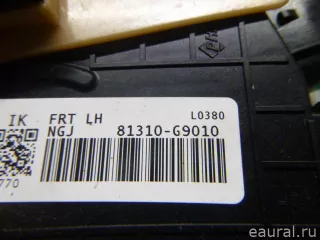 IK FRT LH L0380
NGJ 81310-G9010
770
eaural.ru